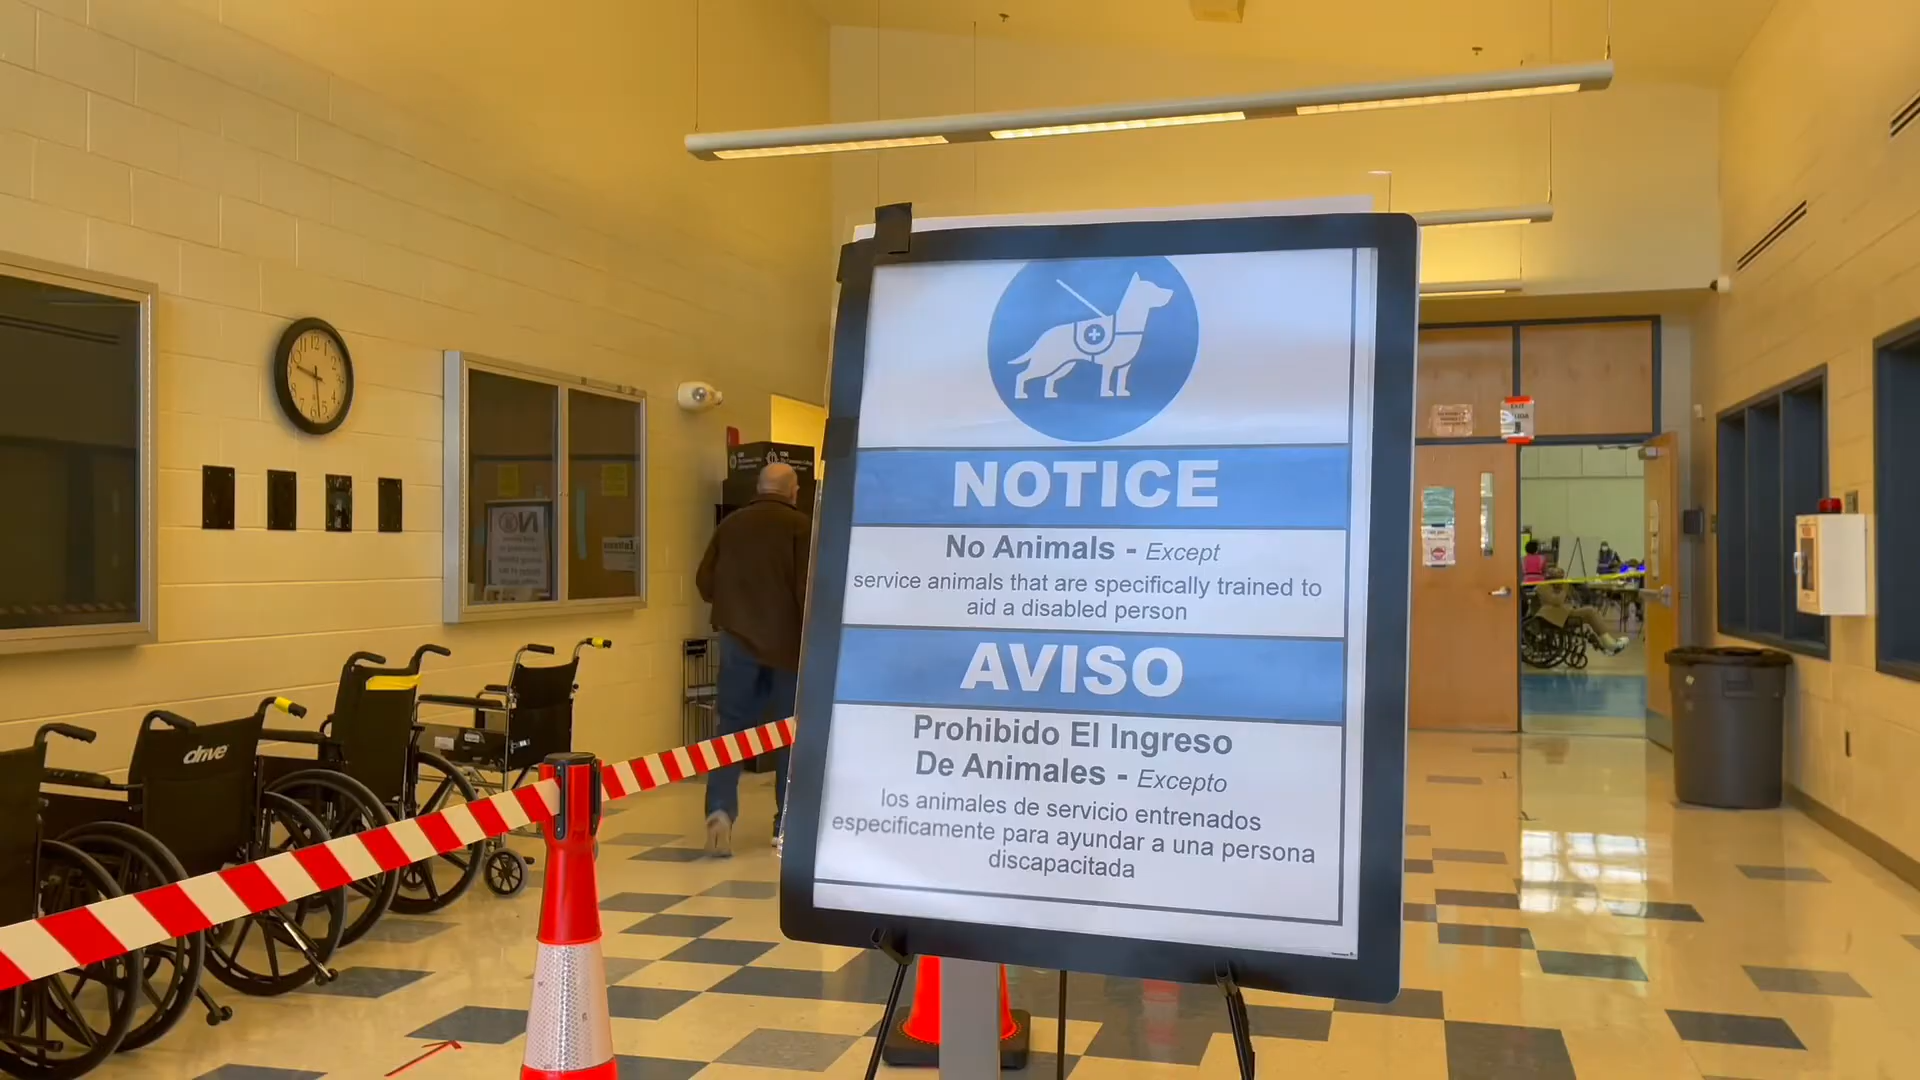 NOTICE
No Animals - Except
service animals that are specifically trained to
aid a disabled person
AVISO
Prohibido El Ingreso
De Animales - Excepto
los animales de servicio entrenados
especificamente para ayundar a una persona
discapacitada
drive